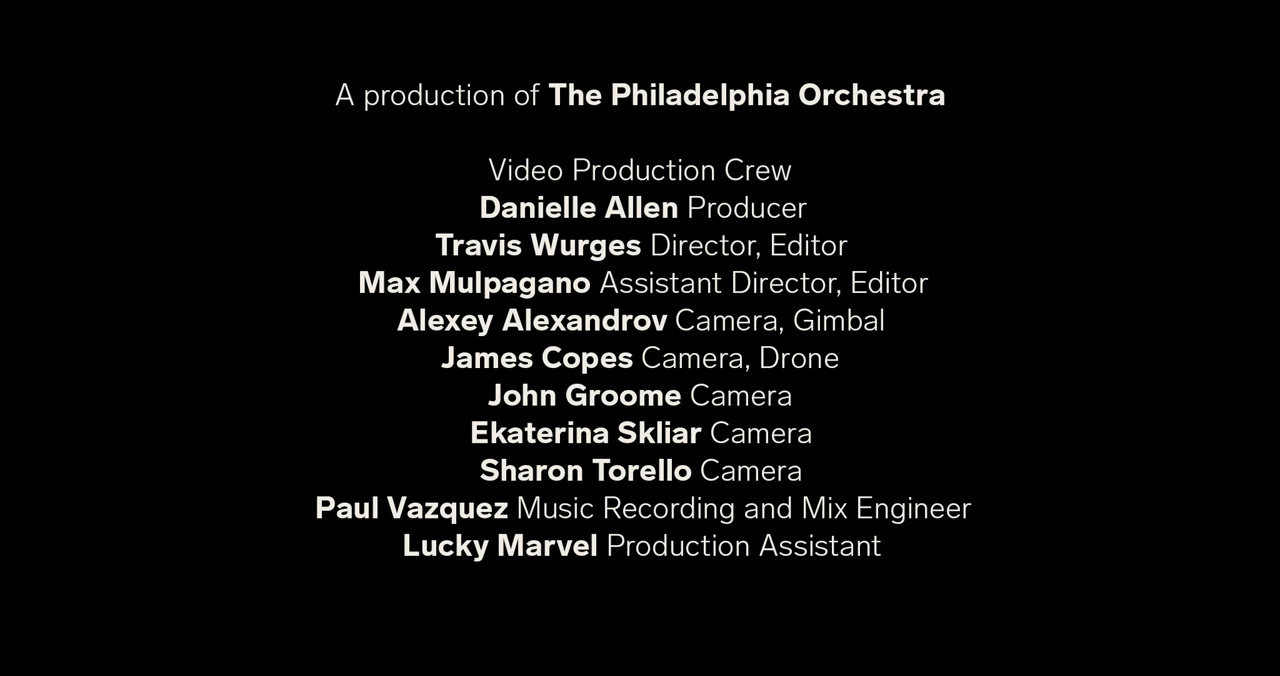 A production of The Philadelphia Orchestra
Video Production Crew
Danielle Allen Producer
Travis Wurges Director, Editor
Max Mulpagano Assistant Director, Editor
Alexey Alexandrov Camera, Gimbal
James Copes Camera, Drone
John Groome Camera
Ekaterina Skliar Camera
Sharon Torello Camera
Paul Vazquez Music Recording and Mix Engineer
Lucky Marvel Production Assistant